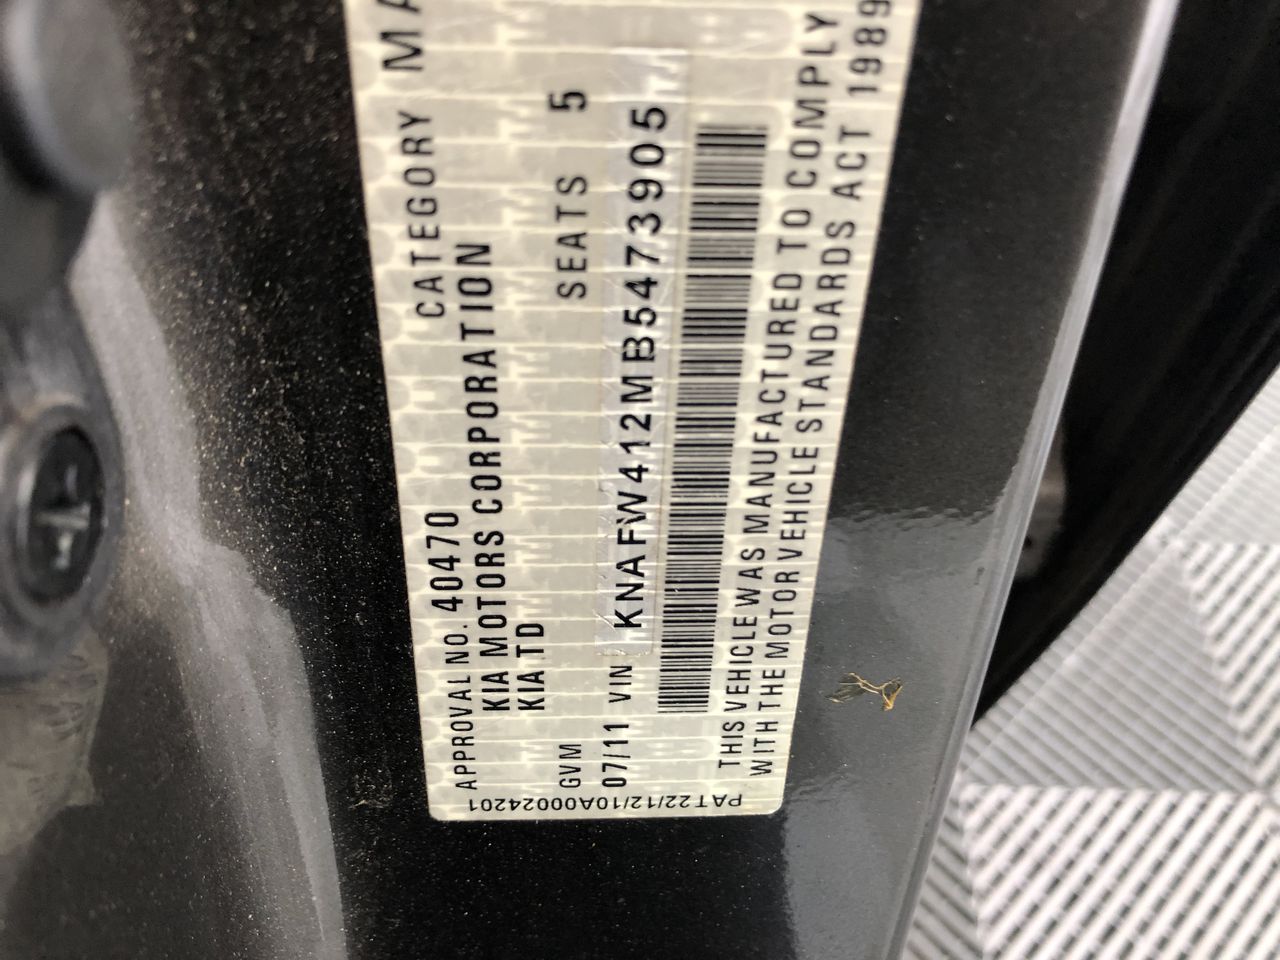 APPROVAL NO. 40470 CATEGORY MA
KIA MOTORS CORPORATION
KIA TD
GVM SEATS 5
07/11 VIN KNAFW412MB5473905
THIS VEHICLE WAS MANUFACTURED TO COMPLY
WITH THE MOTOR VEHICLE STANDARDS ACT 1989
PAT22/12/10A00024201